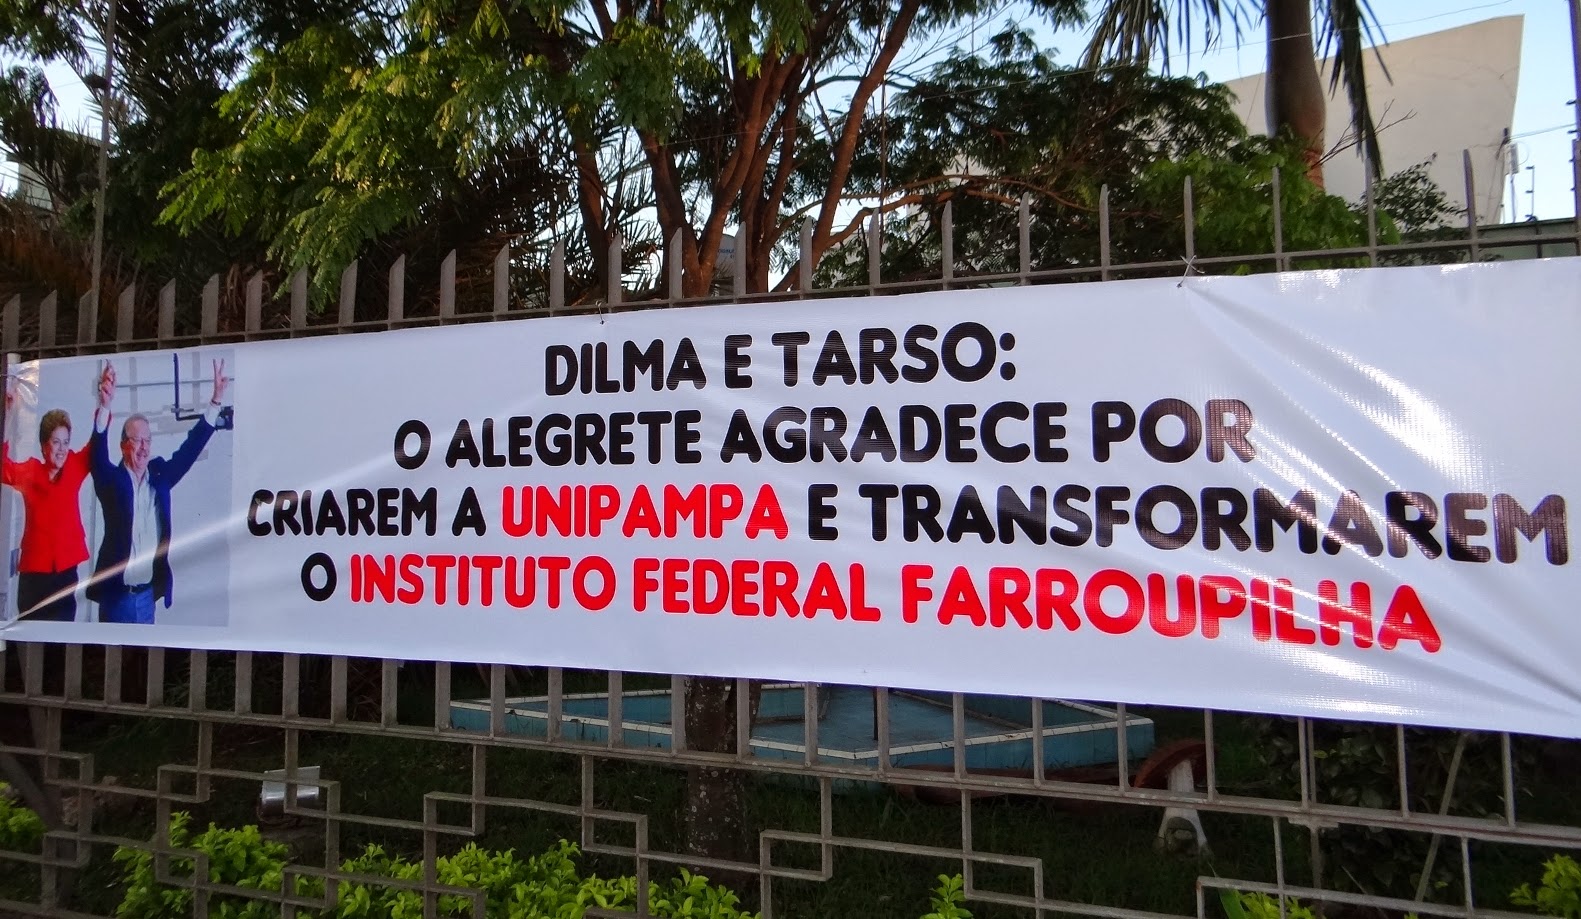 DILMA E TARSO:
O ALEGRETE AGRADECE POR
CRIAREM A UNIPAMPA E TRANSFORMAREM
O INSTITUTO FEDERAL FARROUPILHA